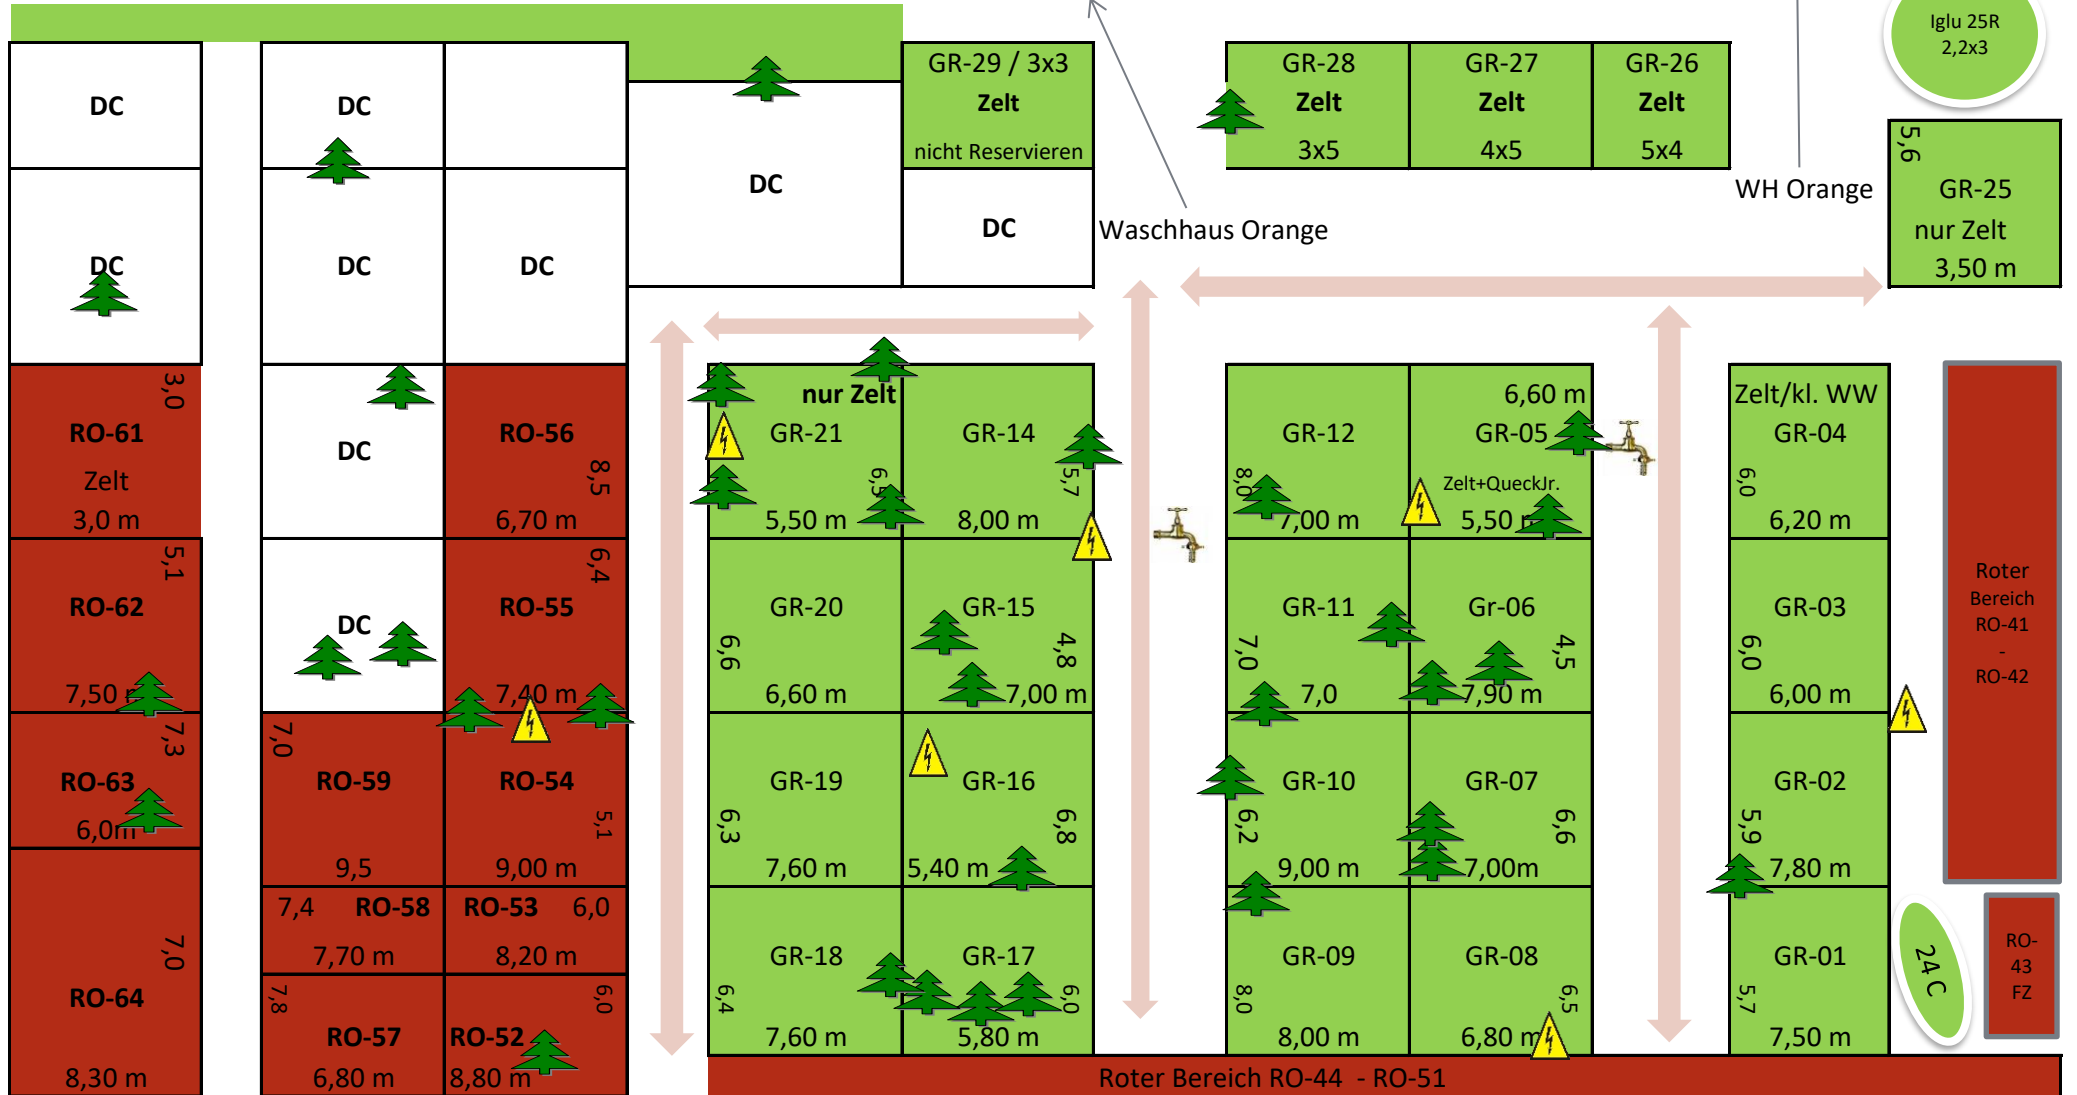 Iglu 25R
2,2x3
DC
DC
GR-29 / 3x3
Zelt
nicht Reservieren
GR-28
Zelt
3x5
GR-27
Zelt
4x5
GR-26
Zelt
5x4
5,6
GR-25
nur Zelt
3,50 m
WH Orange
Waschhaus Orange
DC
DC
DC
DC
DC
DC
DC
3,0
RO-61
Zelt
3,0 m
RO-56
8,5
6,70 m
nur Zelt
GR-21
6,5
5,50 m
GR-14
5,7
8,00 m
GR-12
8,0
7,00 m
6,60 m
GR-05
Zelt+QueckJr.
5,50 m
Zelt/kl. WW
GR-04
6,0
6,20 m
5,1
RO-62
7,50 m
6,4
RO-55
7,40 m
GR-20
6,6
6,60 m
GR-15
4,8
7,00 m
GR-11
7,0
7,0
Gr-06
4,5
7,90 m
GR-03
6,0
6,00 m
Roter
Bereich
RO-41
-
RO-42
7,3
RO-63
6,0m
7,0
RO-59
9,5
RO-54
5,1
9,00 m
GR-19
6,3
7,60 m
GR-16
6,8
5,40 m
GR-10
6,2
9,00 m
GR-07
6,6
7,00m
GR-02
5,9
7,80 m
7,0
RO-64
8,30 m
7,4 RO-58
7,70 m
RO-53 6,0
8,20 m
7,8
RO-57
6,80 m
6,0
RO-52
8,80 m
GR-18
6,4
7,60 m
GR-17
6,0
5,80 m
GR-09
8,0
8,00 m
GR-08
6,5
6,80 m
GR-01
5,7
7,50 m
24 C
RO-
43
FZ
Roter Bereich RO-44 - RO-51